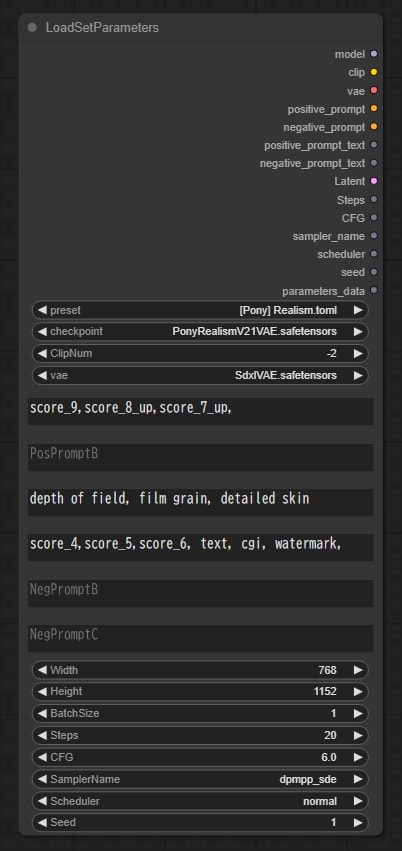 LoadSetParameters
model
clip
vae
positive_prompt
negative_prompt
positive_prompt_text
negative_prompt_text
Latent
Steps
CFG
sampler_name
scheduler
seed
parameters_data
preset [Pony] Realism.toml
checkpoint PonyRealismV21VAE.safetensors
ClipNum -2
vae SdxlVAE.safetensors
score_9,score_8_up,score_7_up,
PosPromptB
depth of field, film grain, detailed skin
score_4,score_5,score_6, text, cgi, watermark,
NegPromptB
NegPromptC
Width 768
Height 1152
BatchSize 1
Steps 20
CFG 6.0
SamplerName dpmpp_sde
Scheduler normal
Seed 1